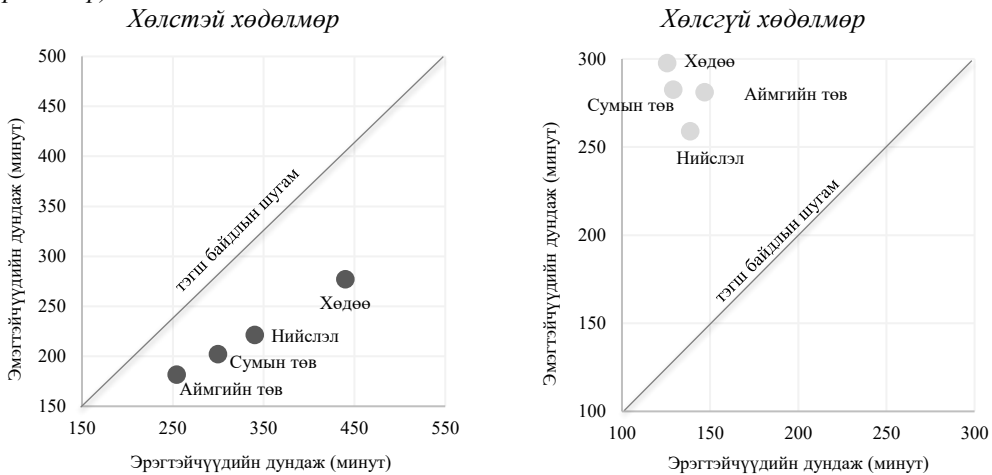 Хөлстэй хөдөлмөр
Эмэгтэйчүүдийн дундаж (минут)
500
450
400
350
300
250
200
150
тэгш байдлын шугам
Хөдөө
Нийслэл
Сумын төв
Аймгийн төв
150
250
350
450
550
Эрэгтэйчүүдийн дундаж (минут)
Хөлсгүй хөдөлмөр
Эмэгтэйчүүдийн дундаж (минут)
300
250
200
150
100
Хөдөө
Аймгийн төв
Сумын төв
Нийслэл
тэгш байдлын шугам
100
150
200
250
300
Эрэгтэйчүүдийн дундаж (минут)